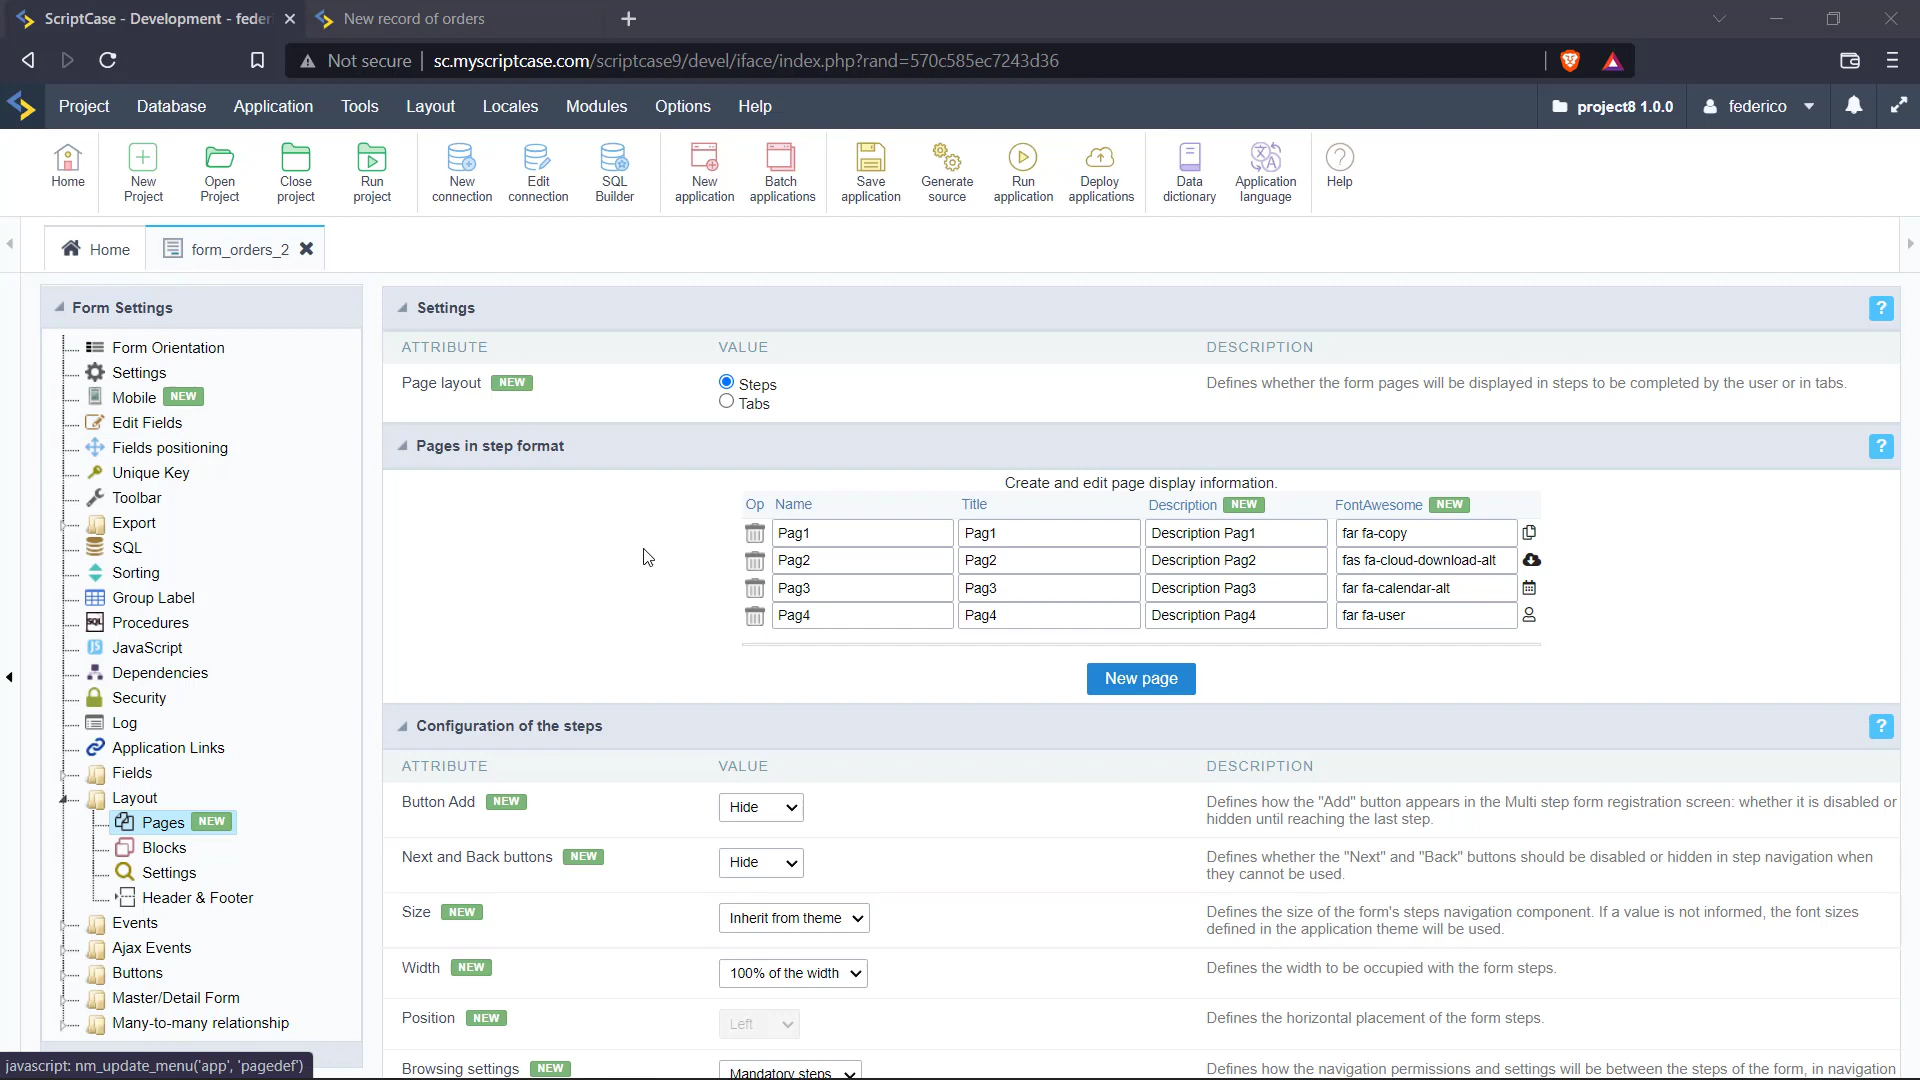 ScriptCase - Development - feder
New record of orders
Not secure
sc.myscriptcase.com/scriptcase9/devel/iface/index.php?rand=570c585ec7243d36
Project Database Application Tools Layout Locales Modules Options Help
project8 1.0.0
federico
Home
New Project
Open Project
Close project
Run project
New connection
Edit connection
SQL Builder
New application
Batch applications
Save application
Generate source
Run application
Deploy applications
Data dictionary
Application language
Help
Home
form_orders_2
Form Settings
Form Orientation
Settings
Mobile NEW
Edit Fields
Fields positioning
Unique Key
Toolbar
Export
SQL
Sorting
Group Label
SQL Procedures
JS JavaScript
Dependencies
Security
Log
Application Links
Fields
Layout
Pages NEW
Blocks
Settings
Header & Footer
Events
Ajax Events
Buttons
Master/Detail Form
Many-to-many relationship
javascript: nm_update_menu('app', 'pagedef')
Settings ?
ATTRIBUTE VALUE DESCRIPTION
Page layout NEW
Steps
Tabs
Defines whether the form pages will be displayed in steps to be completed by the user or in tabs.
Pages in step format ?
Create and edit page display information.
Op Name Title Description NEW FontAwesome NEW
Pag1 Pag1 Description Pag1 far fa-copy
Pag2 Pag2 Description Pag2 fas fa-cloud-download-alt
Pag3 Pag3 Description Pag3 far fa-calendar-alt
Pag4 Pag4 Description Pag4 far fa-user
New page
Configuration of the steps ?
ATTRIBUTE VALUE DESCRIPTION
Button Add NEW
Hide
Defines how the "Add" button appears in the Multi step form registration screen: whether it is disabled or
hidden until reaching the last step.
Next and Back buttons NEW
Hide
Defines whether the "Next" and "Back" buttons should be disabled or hidden in step navigation when
they cannot be used.
Size NEW
Inherit from theme
Defines the size of the form's steps navigation component. If a value is not informed, the font sizes
defined in the application theme will be used.
Width NEW
100% of the width
Defines the width to be occupied with the form steps.
Position NEW
Left
Defines the horizontal placement of the form steps.
Browsing settings NEW
Mandatory steps
Defines how the navigation permissions and settings will be between the steps of the form, in navigation